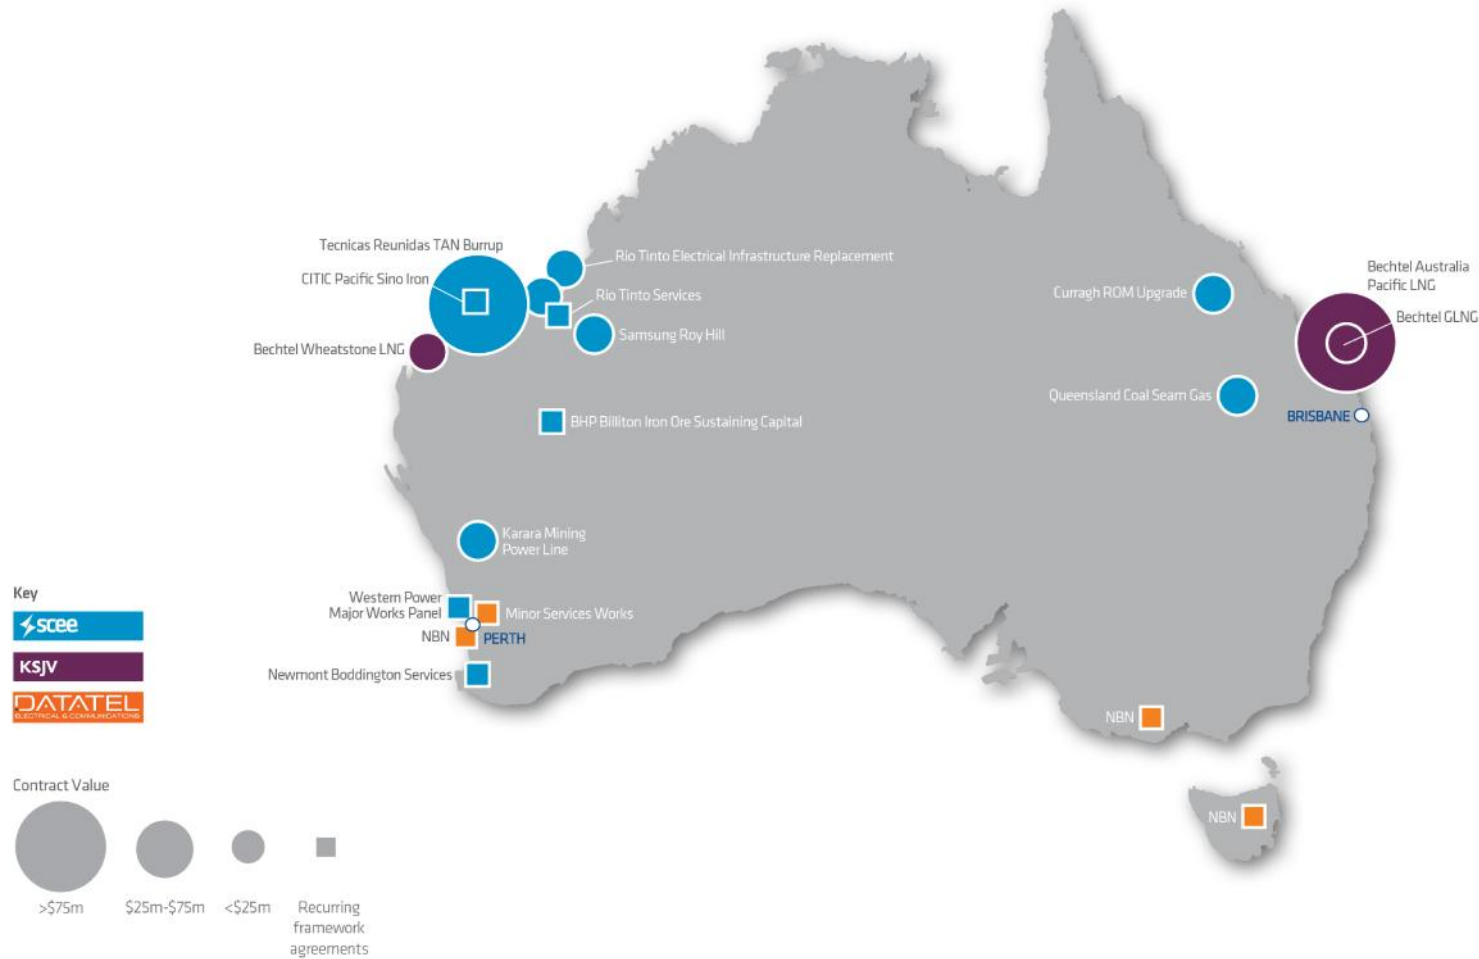 Tecnicas Reunidas TAN Burrup
CITIC Pacific Sino Iron
Bechtel Wheatstone LNG
Rio Tinto Electrical Infrastructure Replacement
Rio Tinto Services
Samsung Roy Hill
BHP Billiton Iron Ore Sustaining Capital
Karara Mining
Power Line
Western Power
Major Works Panel
Minor Services Works
NBN
PERTH
Newmont Boddington Services
Curragh ROM Upgrade
Queensland Coal Seam Gas
Bechtel Australia
Pacific LNG
Bechtel GLNG
BRISBANE
NBN
NBN
Key
scee
KSJV
DATATEL
ELECTRICAL & COMMUNICATIONS
Contract Value
>$75m
$25m-$75m
<$25m
Recurring
framework
agreements